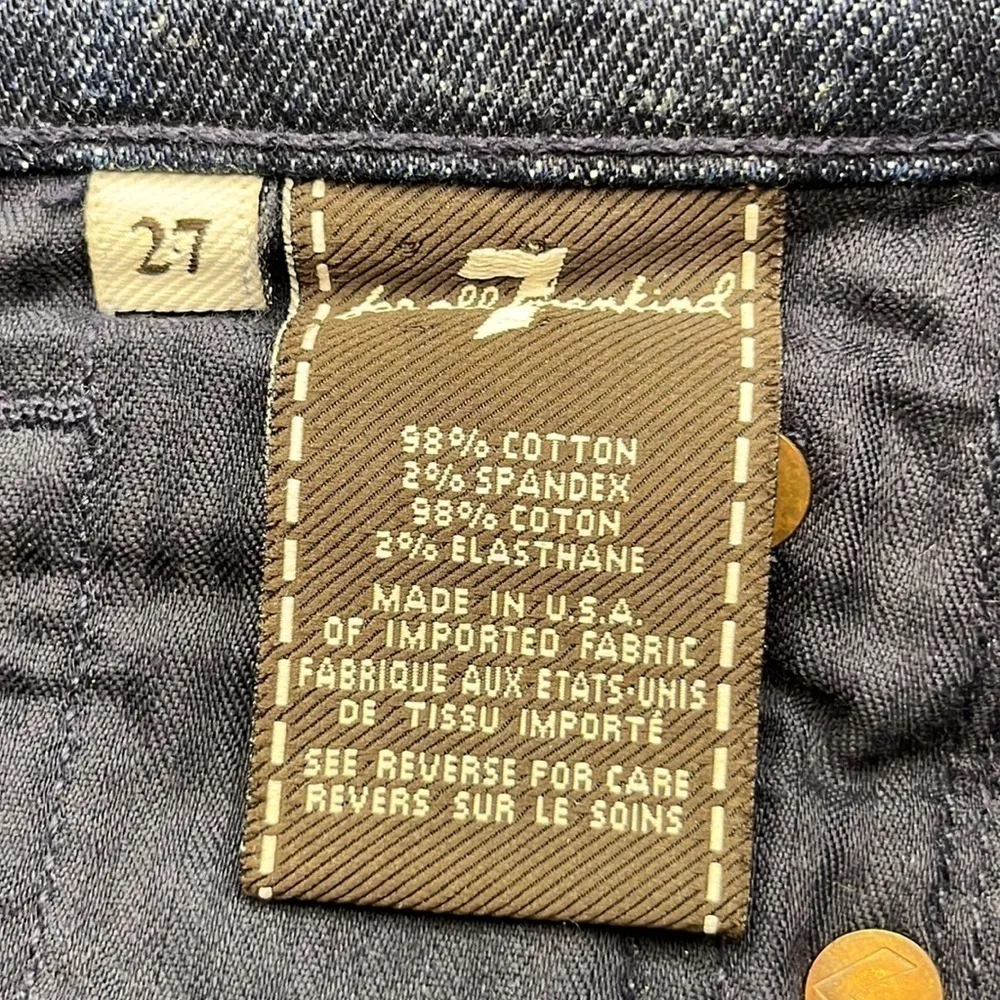 27
7
for all mankind
98% COTTON
2% SPANDEX
98% COTON
2% ELASTHANE
MADE IN U.S.A.
OF IMPORTED FABRIC
FABRIQUE AUX ETATS-UNIS
DE TISSU IMPORTÉ
SEE REVERSE FOR CARE
REVERS SUR LE SOINS